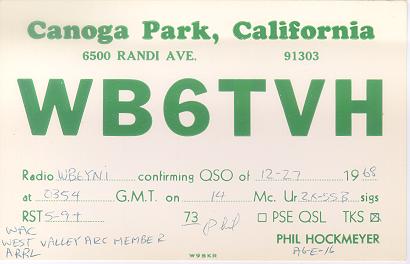 Canoga Park, California
6500 RANDI AVE. 91303
WB6TVH
Radio WB6YNI confirming QSO of 12-27 1968
at 2354 G.M.T. on 14 Mc. Ur 2X-SSB sigs
RST 5-9+ 73 Phil PSE QSL TKS
WAC
WEST VALLEY ARC MEMBER
ARRL
PHIL HOCKMEYER
AGE-16
W9BKR